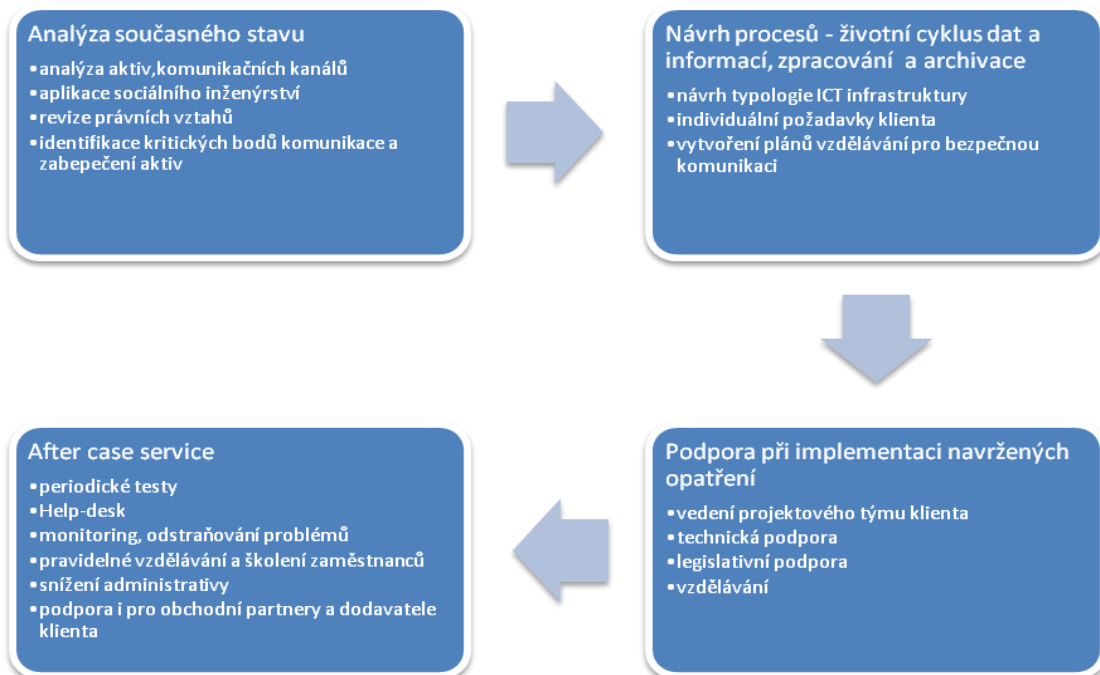 Analýza současného stavu
•analýza aktiv,komunikačních kanálů
•aplikace sociálního inženýrství
•revize právních vztahů
•identifikace kritických bodů komunikace a
zabepečení aktiv
Návrh procesů - životní cyklus dat a
informací, zpracování a archivace
•návrh typologie ICT infrastruktury
•individuální požadavky klienta
•vytvoření plánů vzdělávání pro bezpečnou
komunikaci
Podpora při implementaci navržených
opatření
•vedení projektového týmu klienta
•technická podpora
•legislativní podpora
•vzdělávání
After case service
•periodické testy
•Help-desk
•monitoring, odstraňování problémů
•pravidelné vzdělávání a školení zaměstnanců
•snížení administrativy
•podpora i pro obchodní partnery a dodavatele
klienta